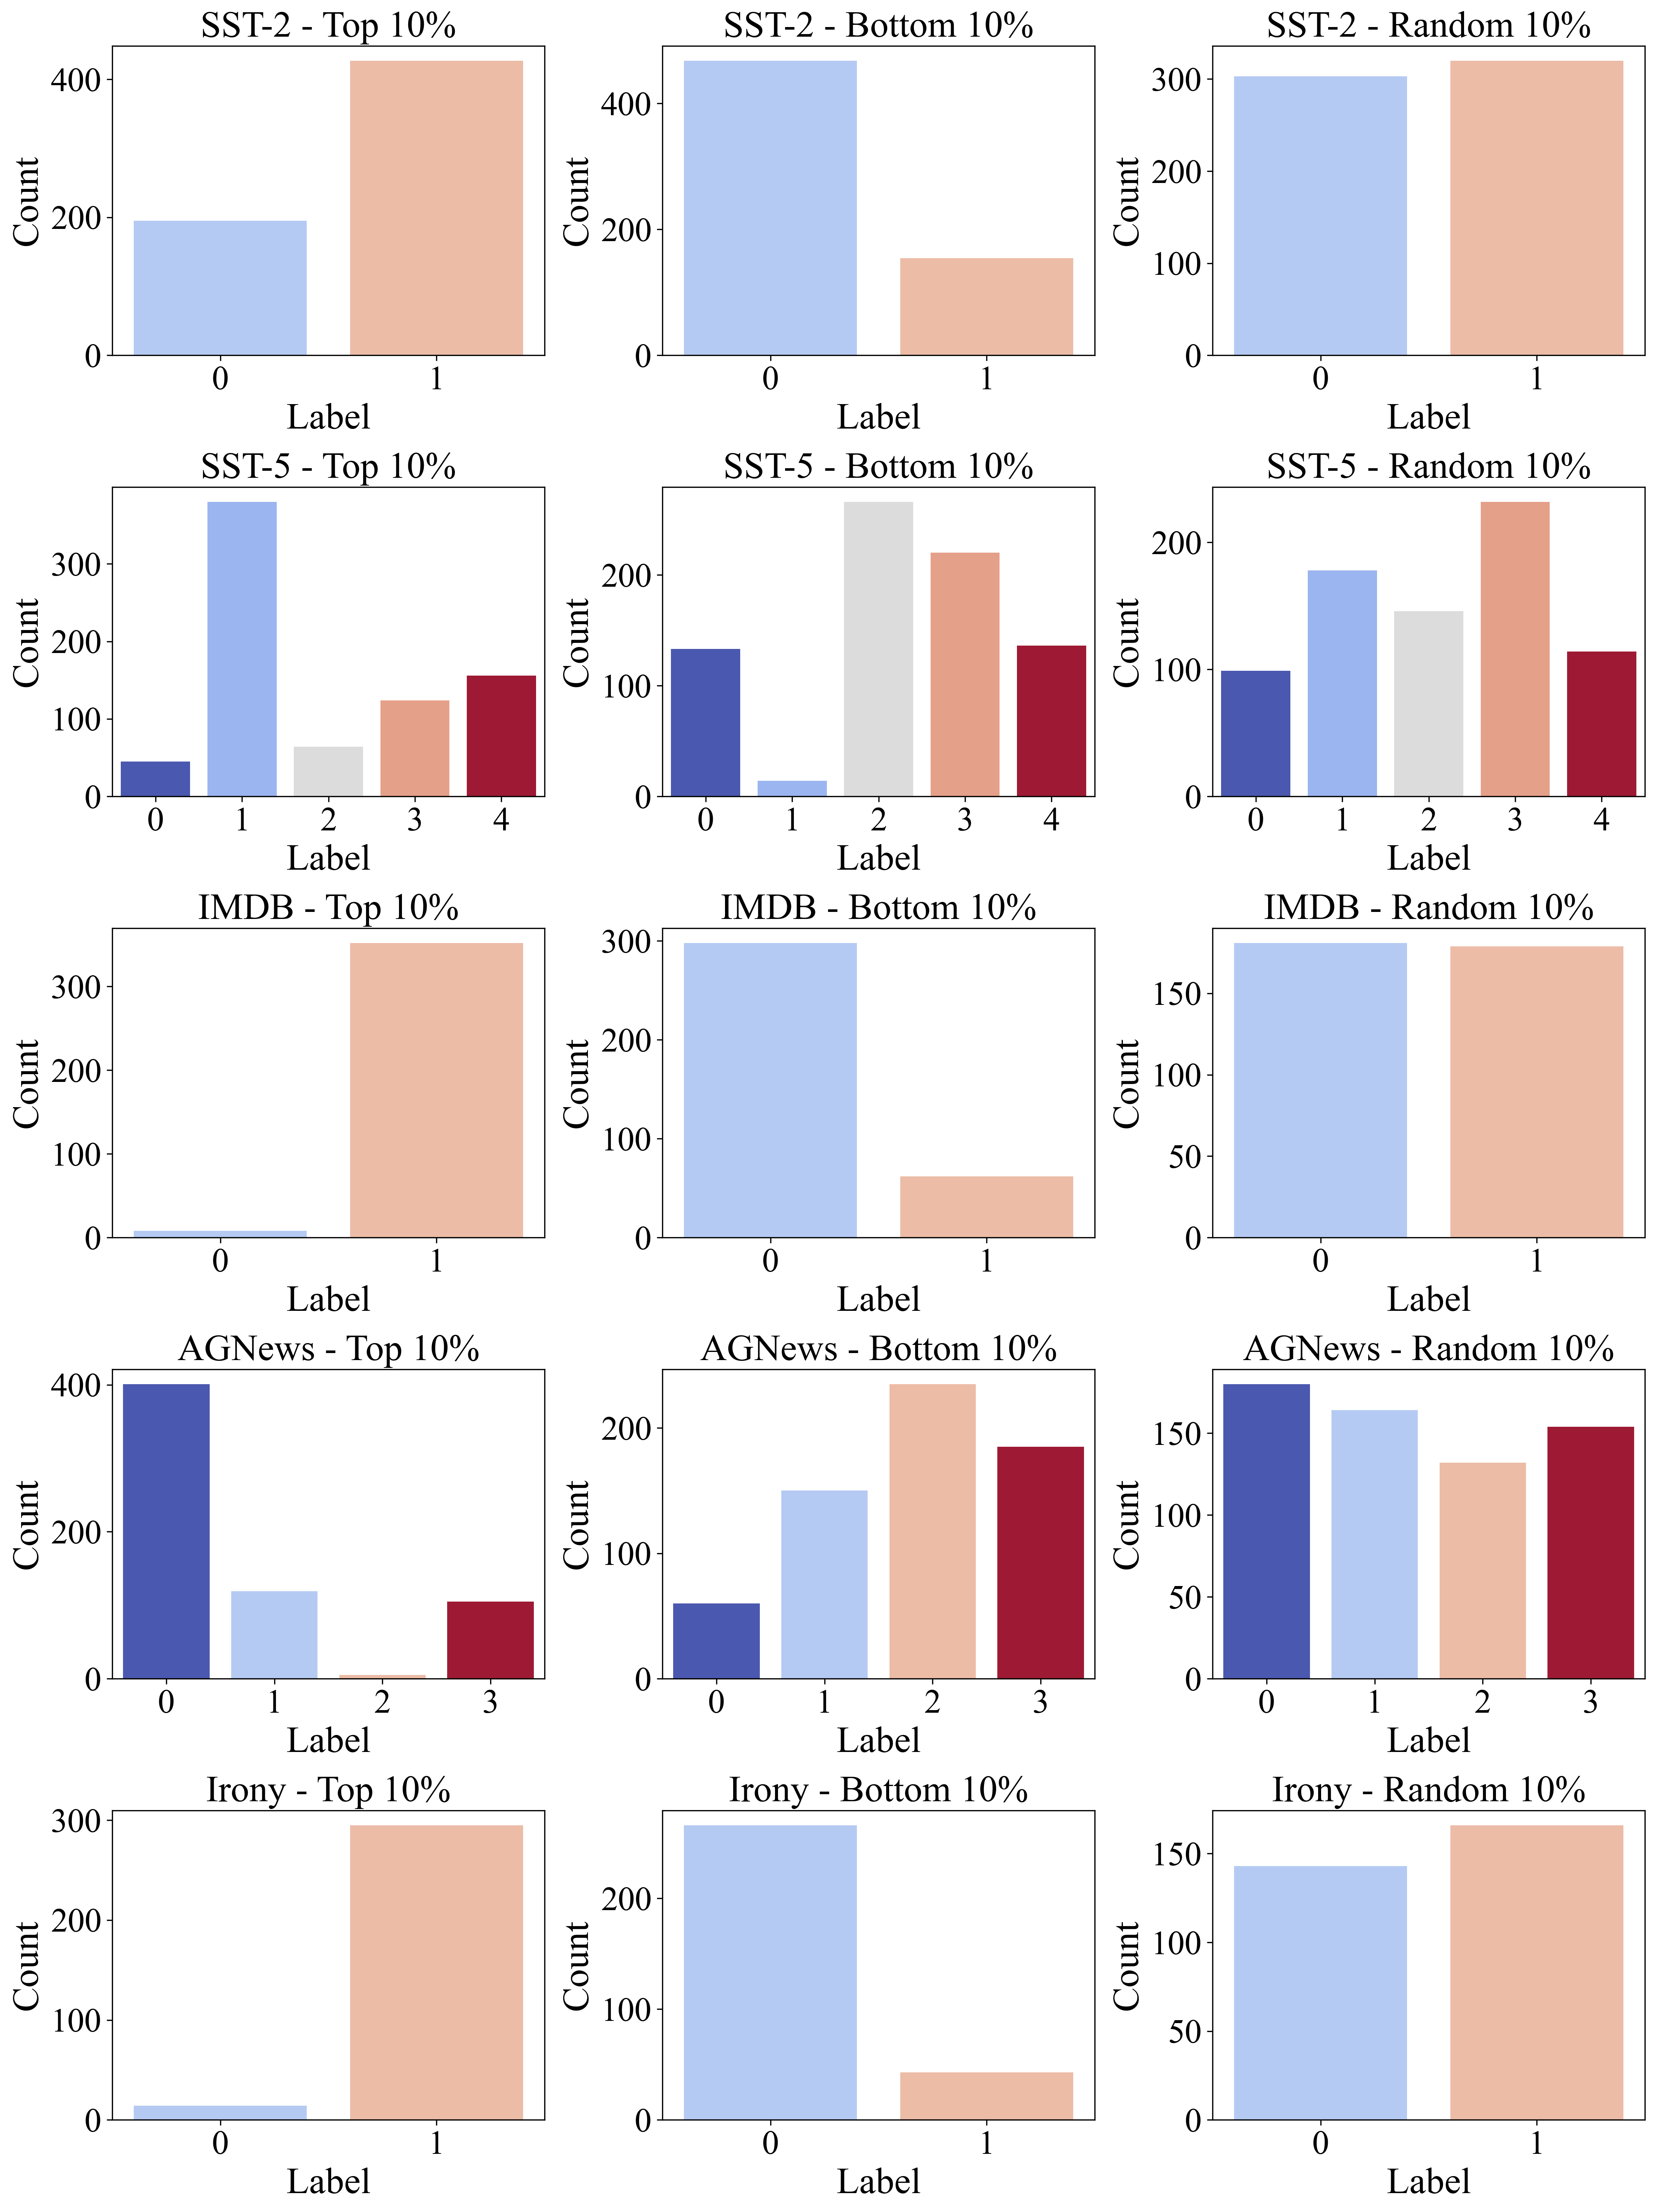 SST-2 - Top 10%
Count
400
200
0
0 1
Label
SST-2 - Bottom 10%
Count
400
200
0
0 1
Label
SST-2 - Random 10%
Count
300
200
100
0
0 1
Label
SST-5 - Top 10%
Count
300
200
100
0
0 1 2 3 4
Label
SST-5 - Bottom 10%
Count
200
100
0
0 1 2 3 4
Label
SST-5 - Random 10%
Count
200
100
0
0 1 2 3 4
Label
IMDB - Top 10%
Count
300
200
100
0
0 1
Label
IMDB - Bottom 10%
Count
300
200
100
0
0 1
Label
IMDB - Random 10%
Count
150
100
50
0
0 1
Label
AGNews - Top 10%
Count
400
200
0
0 1 2 3
Label
AGNews - Bottom 10%
Count
200
100
0
0 1 2 3
Label
AGNews - Random 10%
Count
150
100
50
0
0 1 2 3
Label
Irony - Top 10%
Count
300
200
100
0
0 1
Label
Irony - Bottom 10%
Count
200
100
0
0 1
Label
Irony - Random 10%
Count
150
100
50
0
0 1
Label